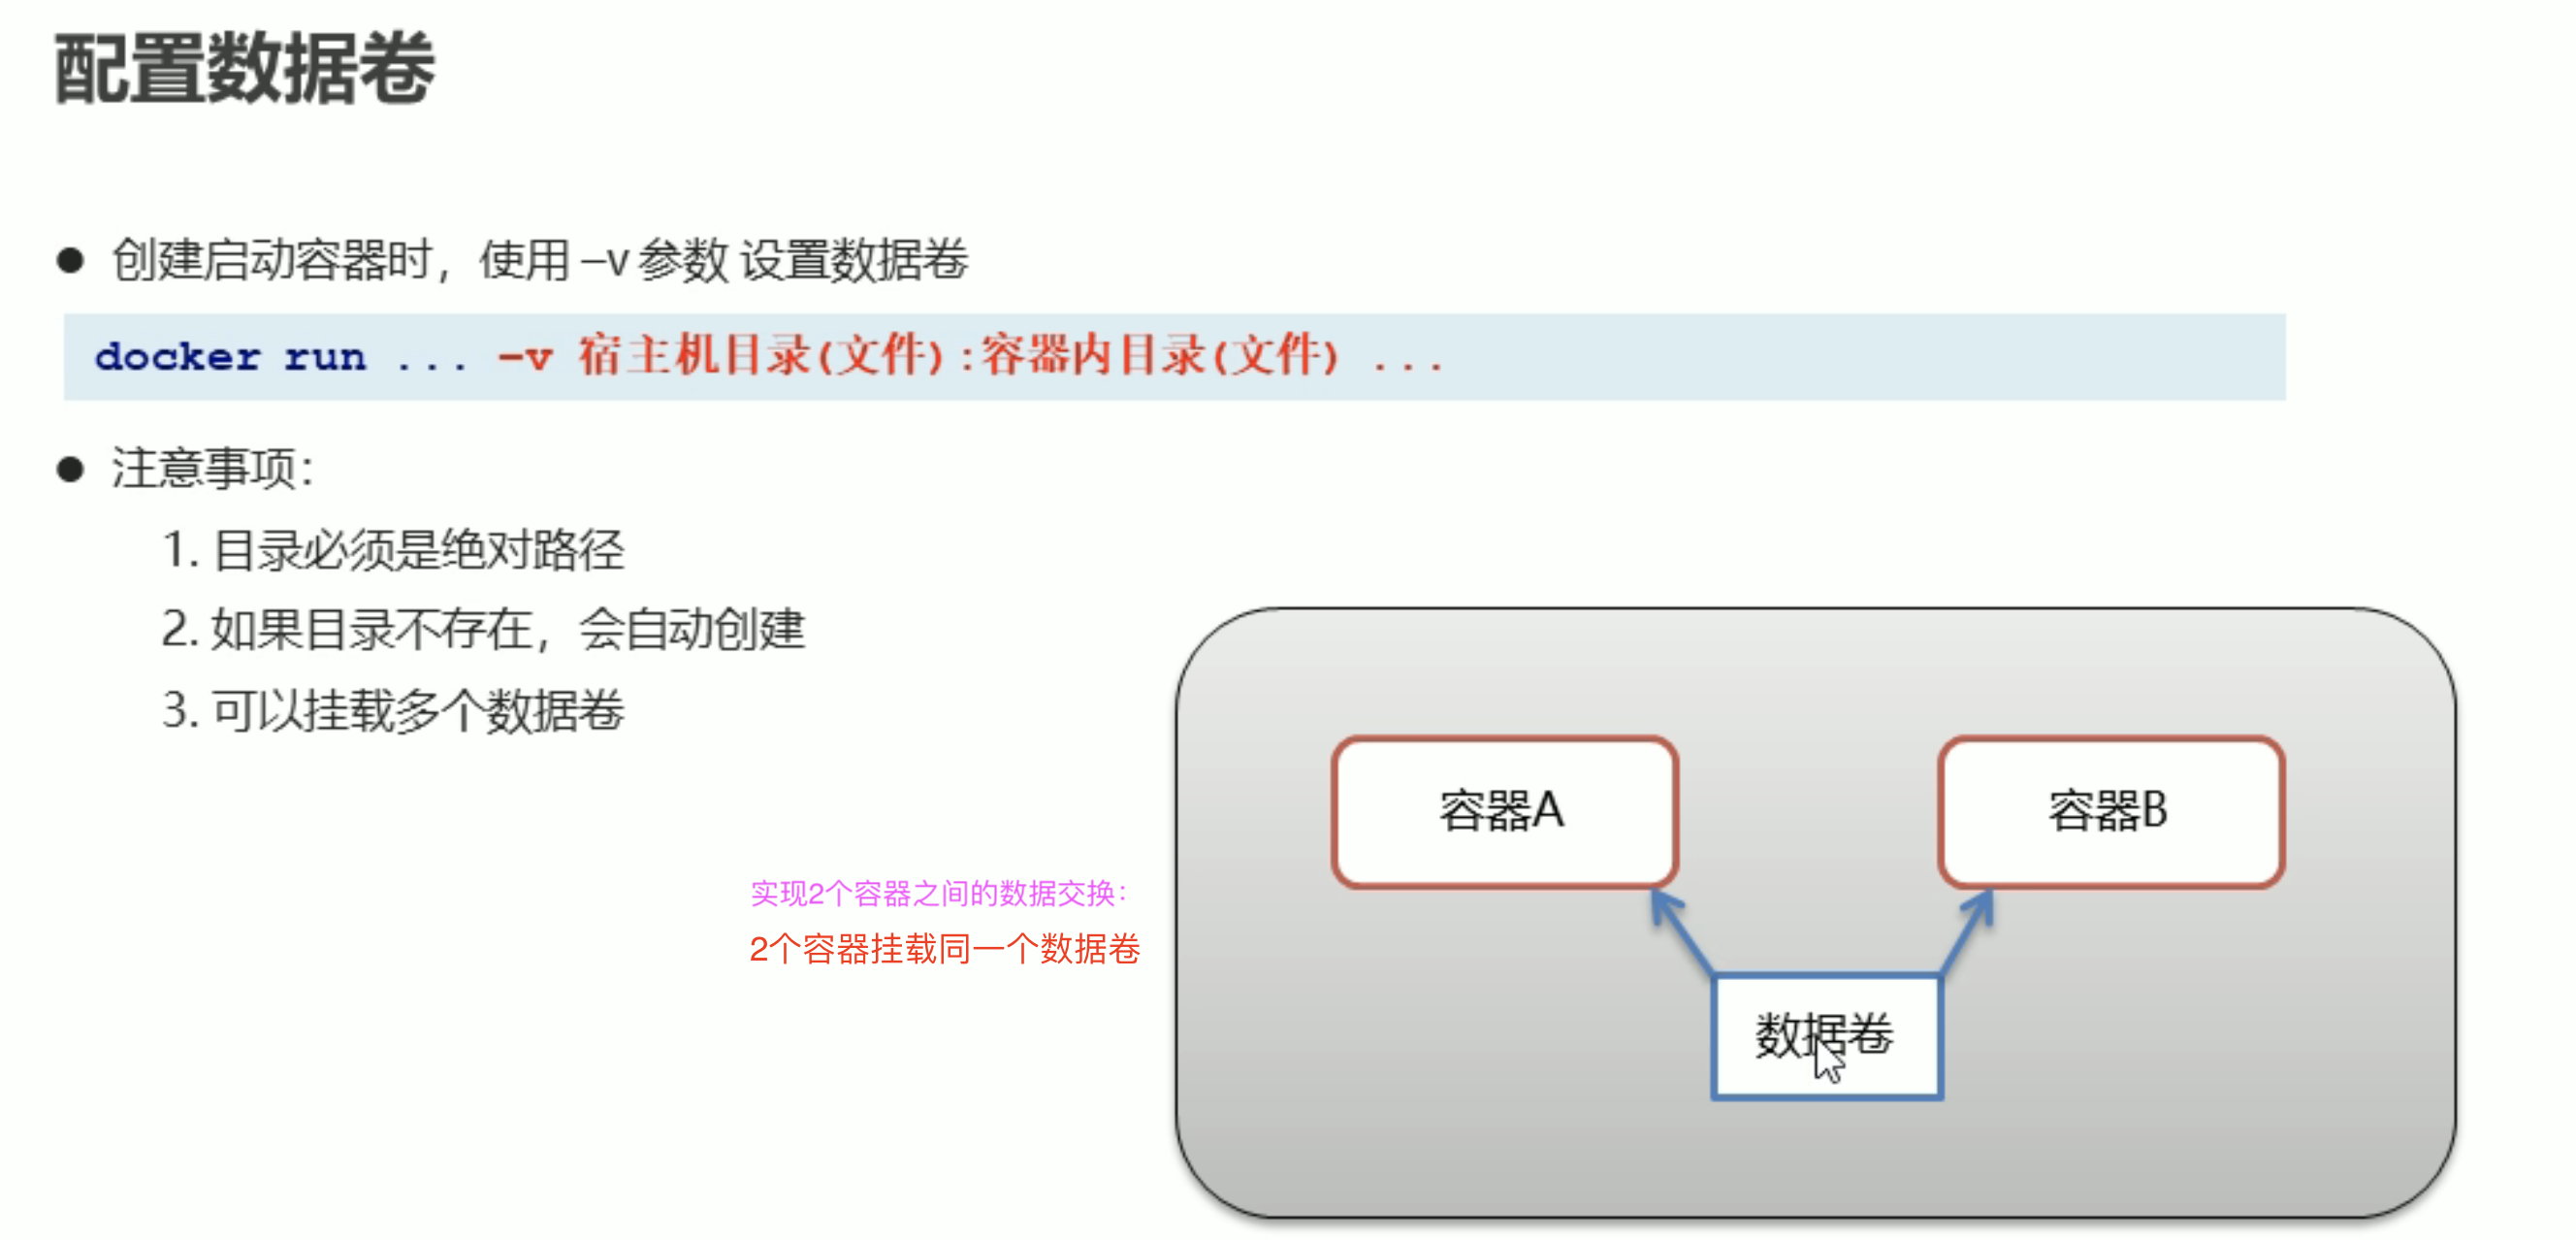 配置数据卷
● 创建启动容器时，使用 –v 参数 设置数据卷
docker run ... –v 宿主机目录(文件):容器内目录(文件) ...
● 注意事项：
1. 目录必须是绝对路径
2. 如果目录不存在，会自动创建
3. 可以挂载多个数据卷
容器A
容器B
实现2个容器之间的数据交换：
2个容器挂载同一个数据卷
数据卷